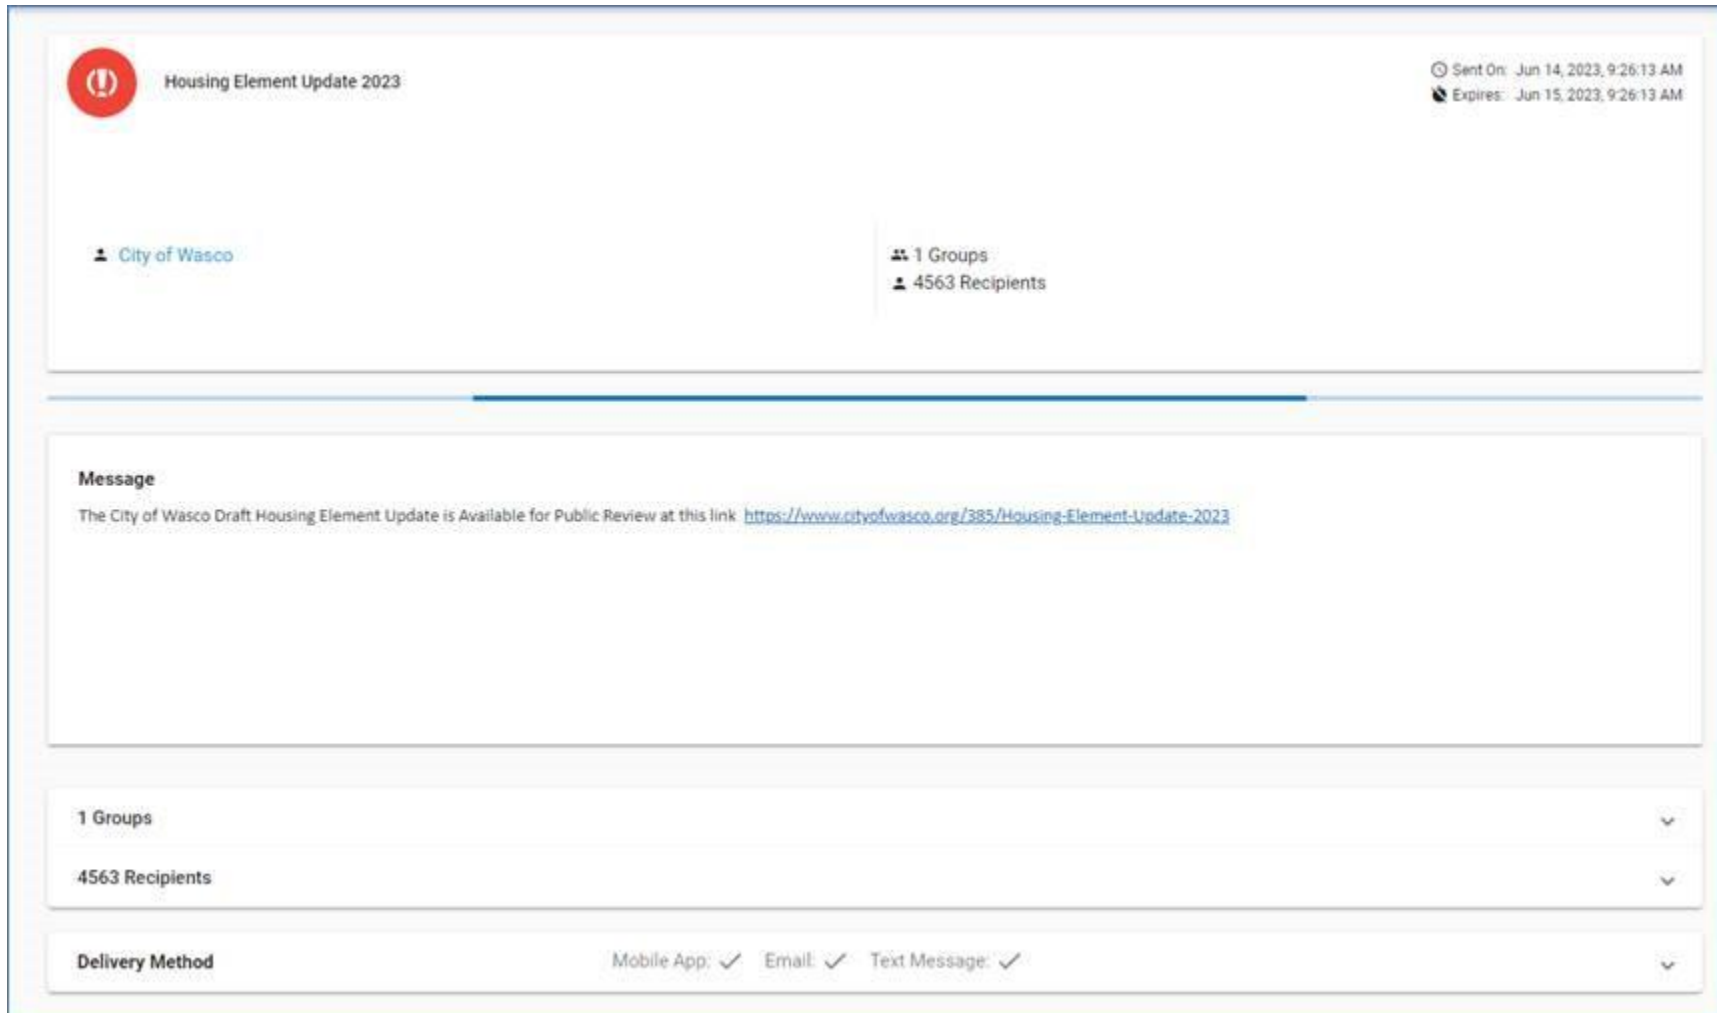 Housing Element Update 2023
Sent On: Jun 14, 2023, 9:26:13 AM
Expires: Jun 15, 2023, 9:26:13 AM
City of Wasco
1 Groups
4563 Recipients
Message
The City of Wasco Draft Housing Element Update is Available for Public Review at this link https://www.cityofwasco.org/385/Housing-Element-Update-2023
1 Groups
4563 Recipients
Delivery Method Mobile App: Email: Text Message: